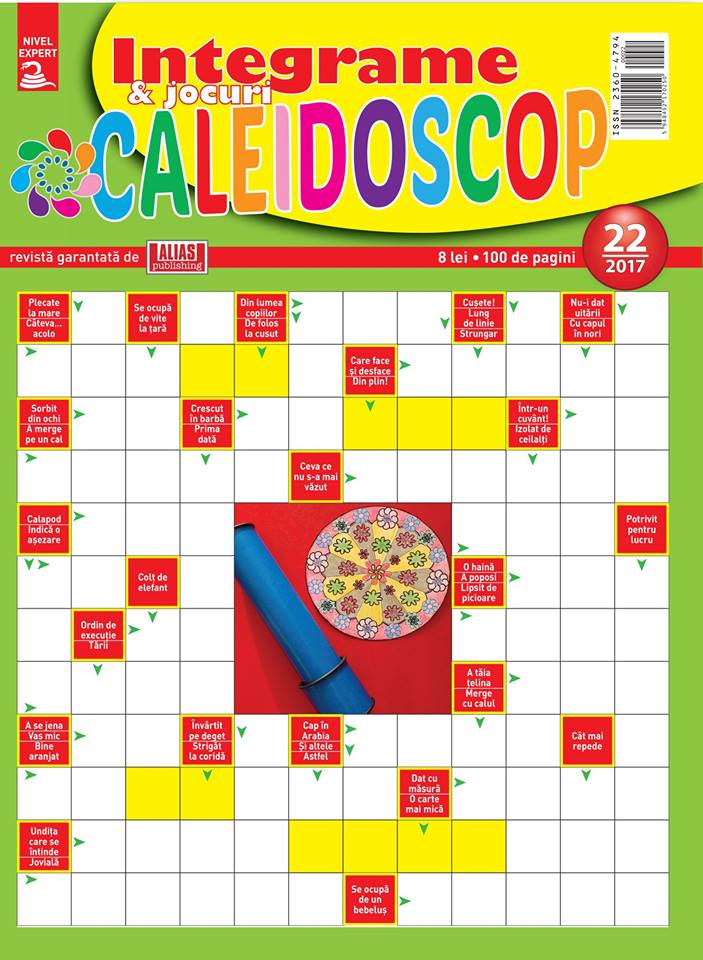 NIVEL
EXPERT
Integrame
& jocuri
CALEIDOSCOP
ISSN 2360-4794
00022
revistă garantată de
ALIAS
publishing
8 lei • 100 de pagini
22
2017
Plecate
la mare
Câteva...
acolo
Se ocupă
de vite
la țară
Din lumea
copiilor
De folos
la cusut
Cușete!
Lung
de linie
Strungar
Nu-i dat
uitării
Cu capul
în nori
Care face
și desface
Din plin!
Sorbit
din ochi
A merge
pe un cal
Crescut
în barbă
Prima
dată
Într-un
cuvânt!
Izolat de
ceilalți
Ceva ce
nu s-a mai
văzut
Calapod
Indică o
așezare
Potrivit
pentru
lucru
Colț de
elefant
O haină
A poposi
Lipsit de
picioare
Ordin de
execuție
Tării
A tăia
țelina
Merge
cu calul
A se jena
Vas mic
Bine
aranjat
Învârtit
pe deget
Strigăt
la coridă
Cap în
Arabia
Și altele
Astfel
Cât mai
repede
Dat cu
măsură
O carte
mai mică
Undița
care se
întinde
Jovială
Se ocupă
de un
bebeluș